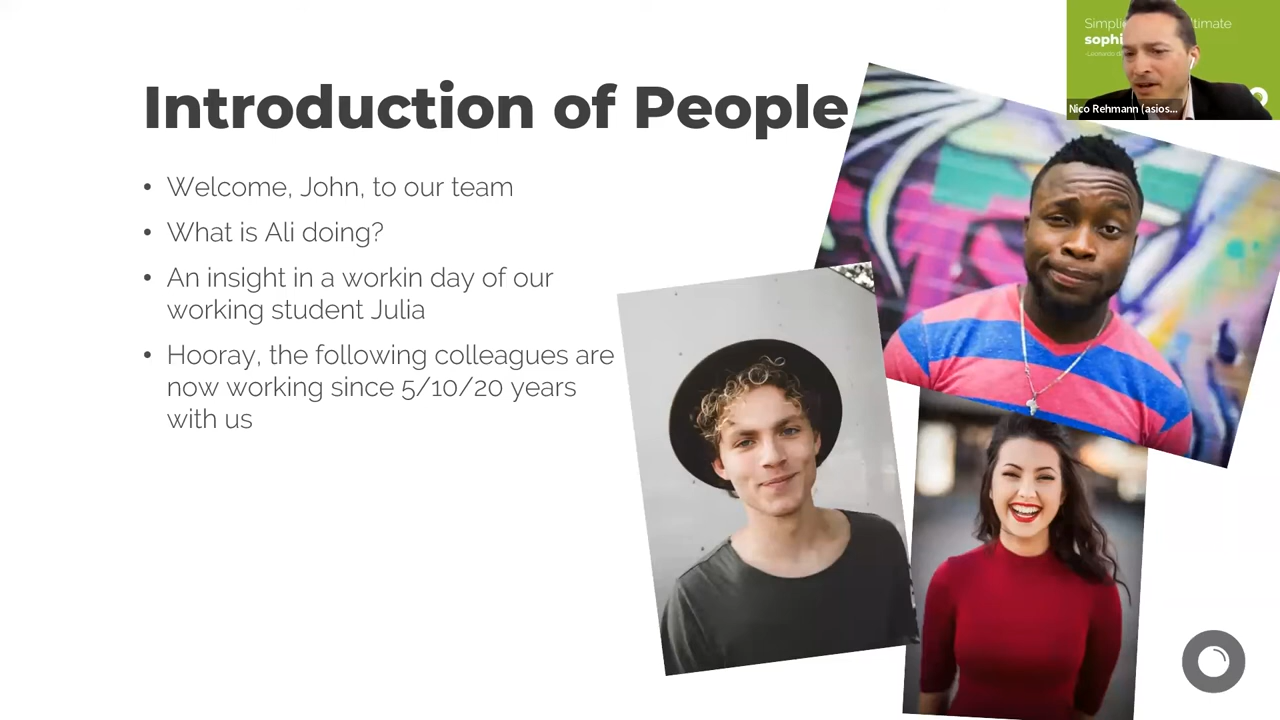 Simpli
timate
sophi
Nico Rehmann (asios...
Introduction of People
• Welcome, John, to our team
• What is Ali doing?
• An insight in a workin day of our
working student Julia
• Hooray, the following colleagues are
now working since 5/10/20 years
with us